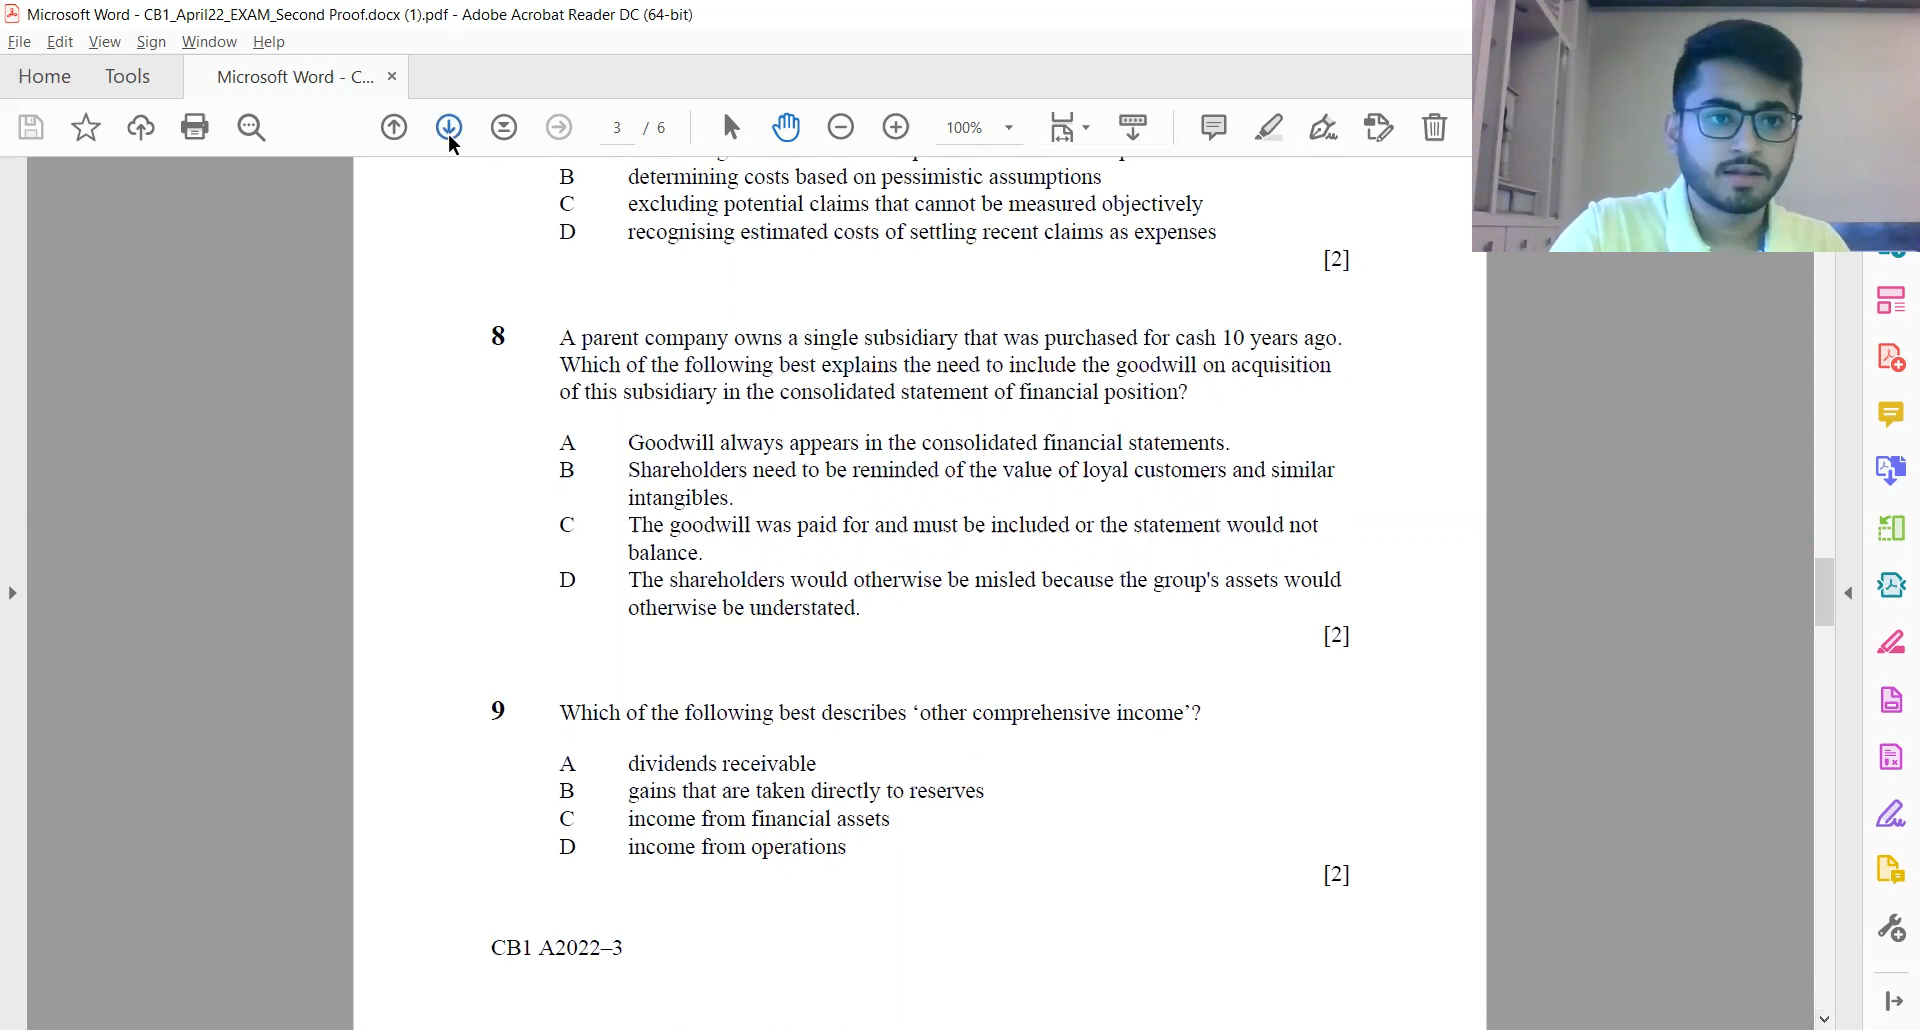 Microsoft Word - CB1_April22_EXAM_Second Proof.docx (1).pdf - Adobe Acrobat Reader DC (64-bit)
File Edit View Sign Window Help
Home Tools Microsoft Word - C... ×
3 / 6 100%
B determining costs based on pessimistic assumptions
C excluding potential claims that cannot be measured objectively
D recognising estimated costs of settling recent claims as expenses
[2]
8 A parent company owns a single subsidiary that was purchased for cash 10 years ago.
Which of the following best explains the need to include the goodwill on acquisition
of this subsidiary in the consolidated statement of financial position?
A Goodwill always appears in the consolidated financial statements.
B Shareholders need to be reminded of the value of loyal customers and similar
intangibles.
C The goodwill was paid for and must be included or the statement would not
balance.
D The shareholders would otherwise be misled because the group's assets would
otherwise be understated.
[2]
9 Which of the following best describes ‘other comprehensive income’?
A dividends receivable
B gains that are taken directly to reserves
C income from financial assets
D income from operations
[2]
CB1 A2022–3